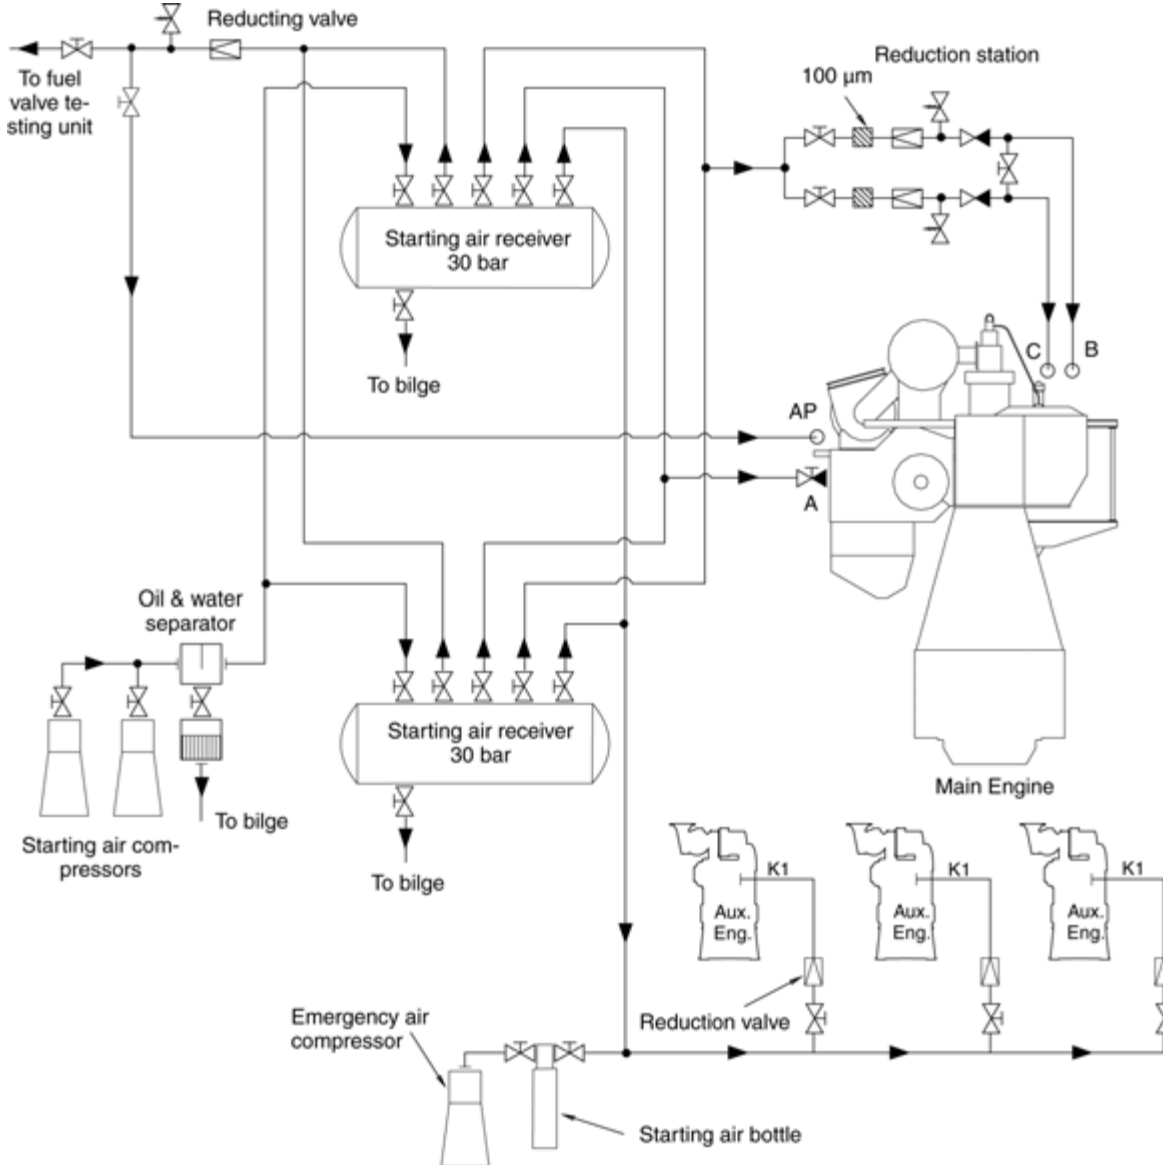 Reducting valve
To fuel
valve te-
sting unit
Reduction station
100 µm
Starting air receiver
30 bar
To bilge
C
B
AP
A
Oil & water
separator
Starting air receiver
30 bar
Main Engine
To bilge
Starting air com-
pressors
To bilge
K1
K1
K1
Aux.
Eng.
Aux.
Eng.
Aux.
Eng.
Emergency air
compressor
Reduction valve
Starting air bottle